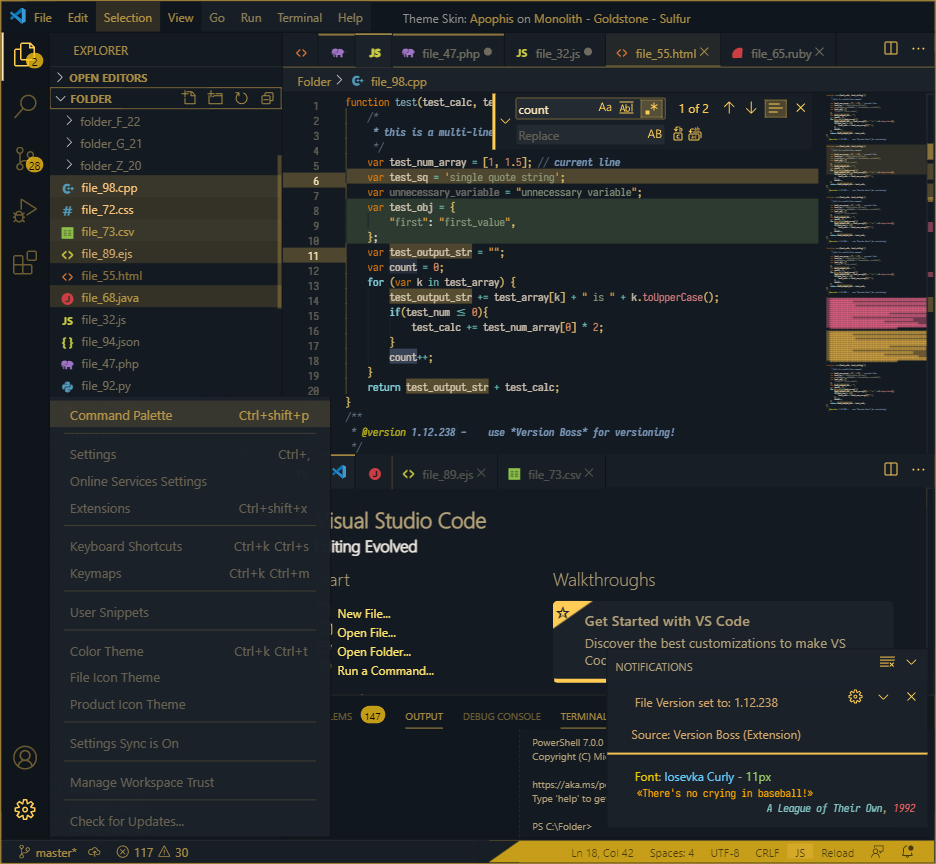 File Edit Selection View Go Run Terminal Help Theme Skin: Apophis on Monolith - Goldstone - Sulfur
EXPLORER
JS file_47.php JS file_32.js file_55.html file_65.ruby
2
OPEN EDITORS
FOLDER
folder_F_22
folder_G_21
folder_Z_20
file_98.cpp
file_72.css
file_73.csv
file_89.ejs
file_55.html
file_68.java
JS file_32.js
file_94.json
file_47.php
file_92.py
28
Folder > file_98.cpp
count Aa Abl .* 1 of 2
Replace AB
1 function test(test_calc, te
2 /*
3 * this is a multi-line
4 */
5 var test_num_array = [1, 1.5]; // current line
6 var test_sq = 'single quote string';
7 var unnecessary_variable = "unnecessary variable";
8 var test_obj = {
9 "first": "first_value",
10 };
11 var test_output_str = "";
12 var count = 0;
13 for (var k in test_array) {
14 test_output_str += test_array[k] + " is " + k.toUpperCase();
15 if(test_num ≤ 0){
16 test_calc += test_num_array[0] * 2;
17 }
18 count++;
19 }
20 return test_output_str + test_calc;
}
/**
* @version 1.12.238 - use *Version Boss* for versioning!
*/
Command Palette Ctrl+shift+p
Settings Ctrl+,
Online Services Settings
Extensions Ctrl+shift+x
Keyboard Shortcuts Ctrl+k Ctrl+s
Keymaps Ctrl+k Ctrl+m
User Snippets
Color Theme Ctrl+k Ctrl+t
File Icon Theme
Product Icon Theme
Settings Sync is On
Manage Workspace Trust
Check for Updates...
J file_89.ejs file_73.csv
isual Studio Code
iting Evolved
art
New File...
Open File...
Open Folder...
Run a Command...
Walkthroughs
Get Started with VS Code
Discover the best customizations to make VS
Coc
NOTIFICATIONS
File Version set to: 1.12.238
Source: Version Boss (Extension)
Font: Iosevka Curly - 11px
«There's no crying in baseball!»
A League of Their Own, 1992
LEMS 147 OUTPUT DEBUG CONSOLE TERMINAL
PowerShell 7.0.0
Copyright (C) Mi
https://aka.ms/p
Type 'help' to ge
PS C:\Folder>
master* 117 30 Ln 18, Col 42 Spaces: 4 UTF-8 CRLF JS Reload